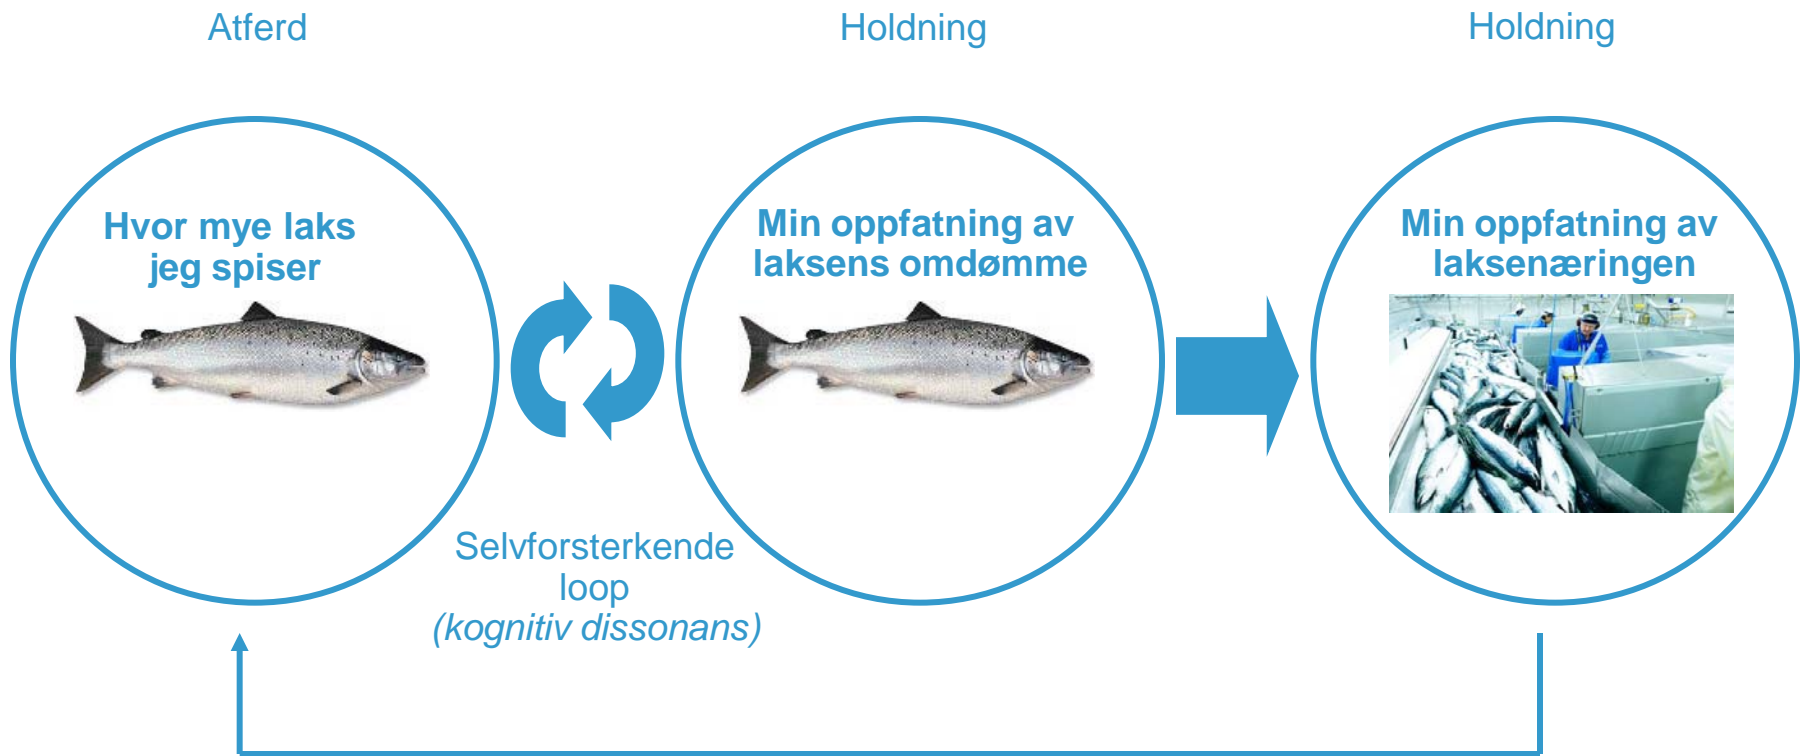 Atferd
Holdning
Holdning
Hvor mye laks
jeg spiser
Min oppfatning av
laksens omdømme
Min oppfatning av
laksenæringen
Selvforsterkende
loop
(kognitiv dissonans)